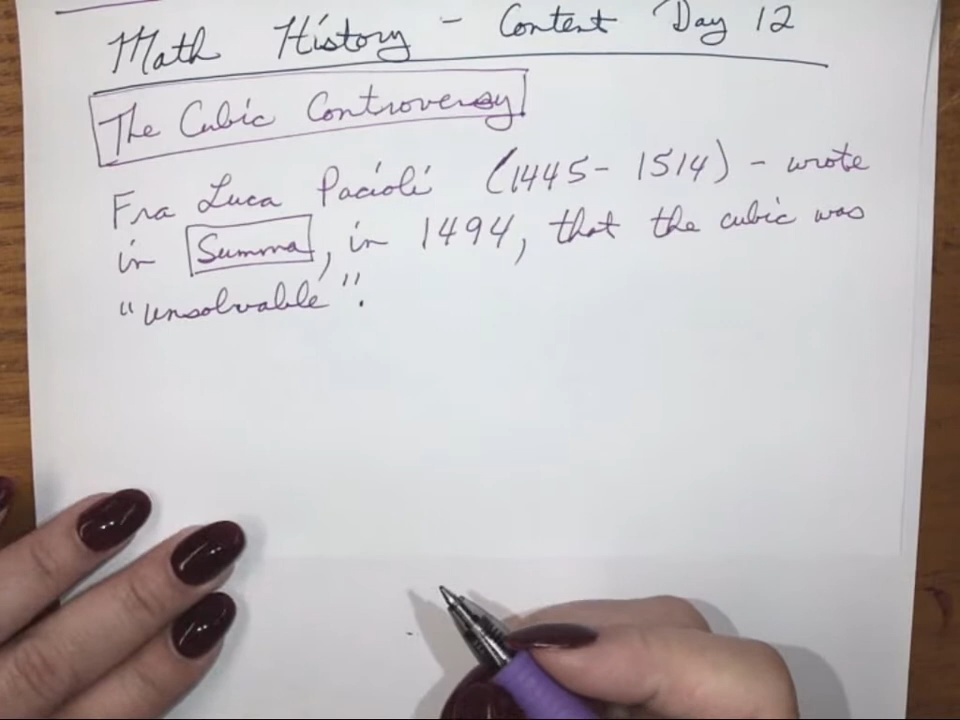 Math History - Content Day 12
The Cubic Controversy
Fra Luca Pacioli (1445 - 1514) - wrote
in Summa, in 1494, that the cubic was
"unsolvable".